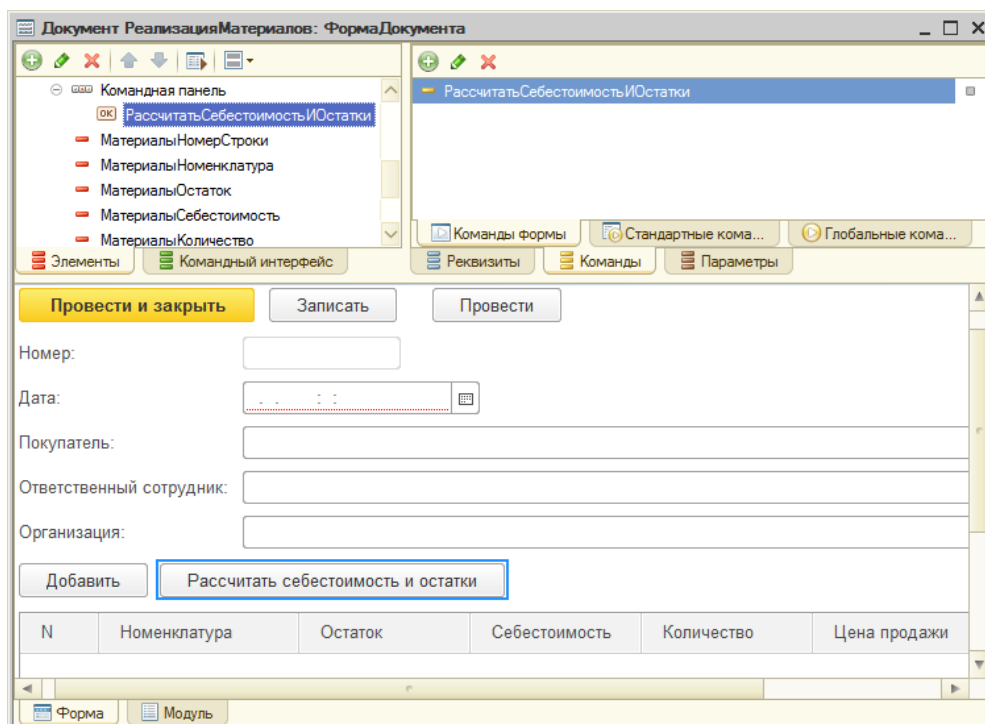 Документ РеализацияМатериалов: ФормаДокумента
Командная панель
OK РассчитатьСебестоимостьИОстатки
МатериалыНомерСтроки
МатериалыНоменклатура
МатериалыОстаток
МатериалыСебестоимость
МатериалыКоличество
Элементы Командный интерфейс
РассчитатьСебестоимостьИОстатки
Команды формы Стандартные кома... Глобальные кома...
Реквизиты Команды Параметры
Провести и закрыть Записать Провести
Номер:
Дата: . . : :
Покупатель:
Ответственный сотрудник:
Организация:
Добавить Рассчитать себестоимость и остатки
N Номенклатура Остаток Себестоимость Количество Цена продажи
Форма Модуль